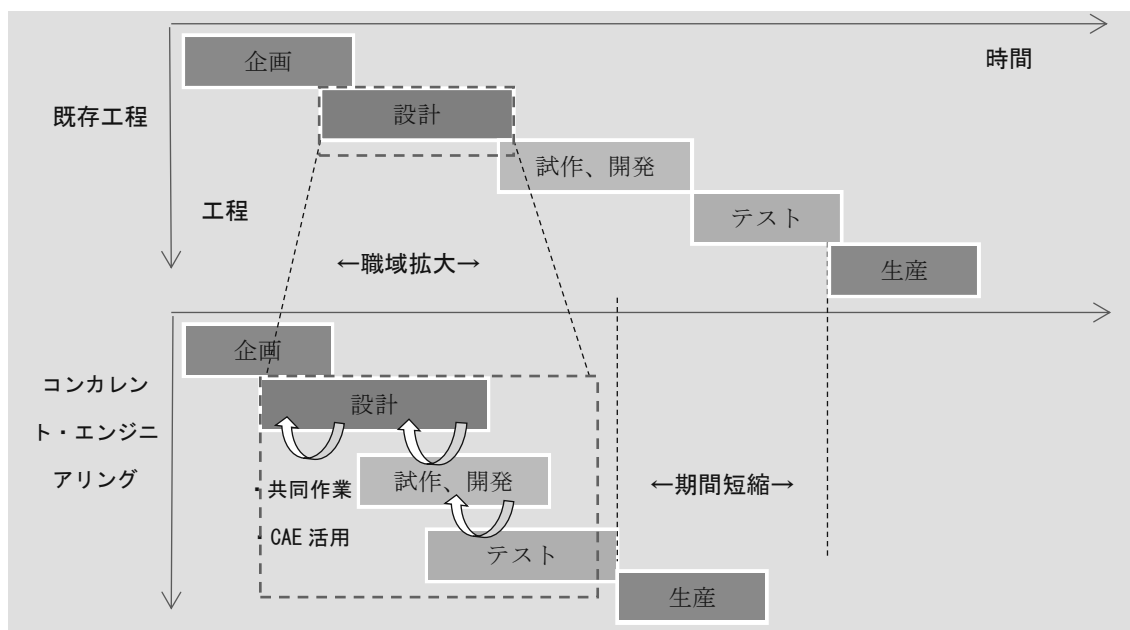 企画
時間
既存工程
設計
試作、開発
工程
テスト
←職域拡大→
生産
企画
コンカレン
ト・エンジニ
アリング
設計
試作、開発
←期間短縮→
・共同作業
・CAE 活用
テスト
生産